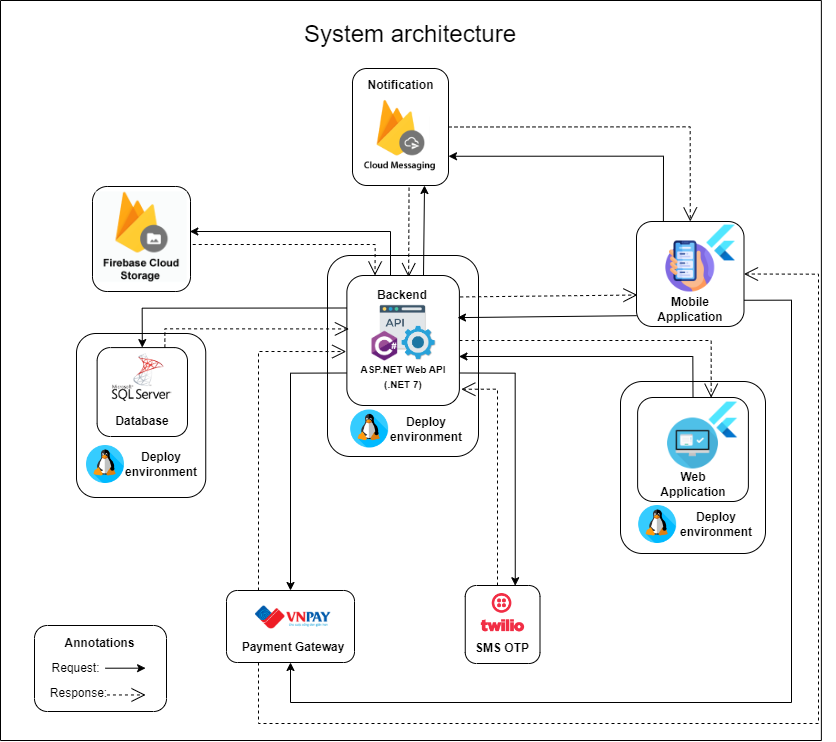 System architecture
Notification
Cloud Messaging
Firebase Cloud
Storage
Backend
API
C#
ASP.NET Web API
(.NET 7)
Deploy
environment
Mobile
Application
Microsoft
SQL Server
Database
Deploy
environment
Web
Application
Deploy
environment
VNPAY
Payment Gateway
twilio
SMS OTP
Annotations
Request:
Response: